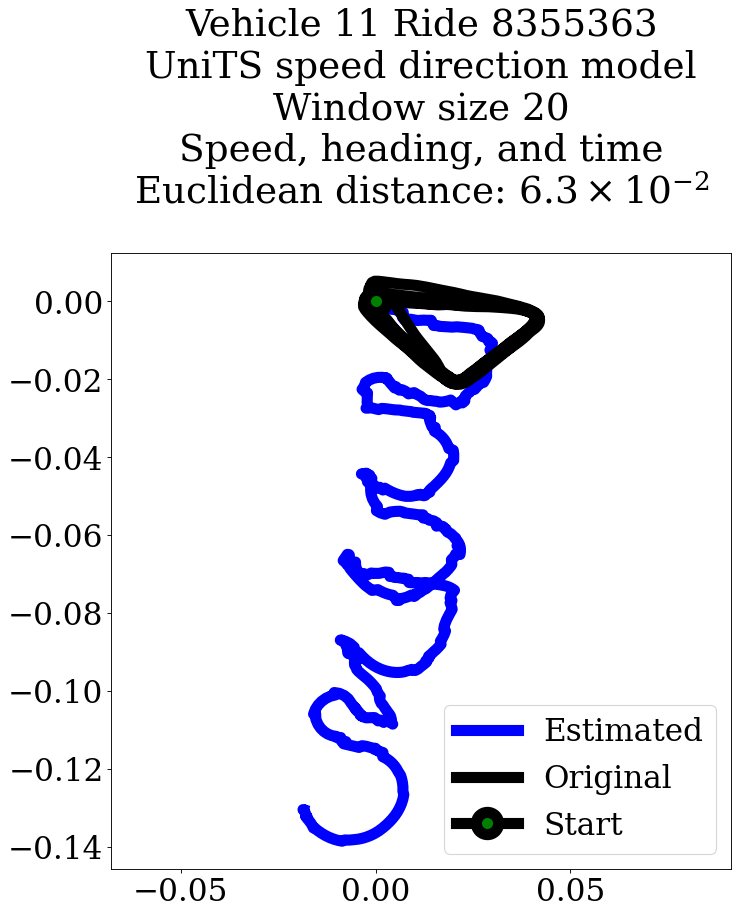 Vehicle 11 Ride 8355363
UniTS speed direction model
Window size 20
Speed, heading, and time
Euclidean distance: 6.3 × 10⁻²
0.00
−0.02
−0.04
−0.06
−0.08
−0.10
−0.12
−0.14
Estimated
Original
Start
−0.05 0.00 0.05